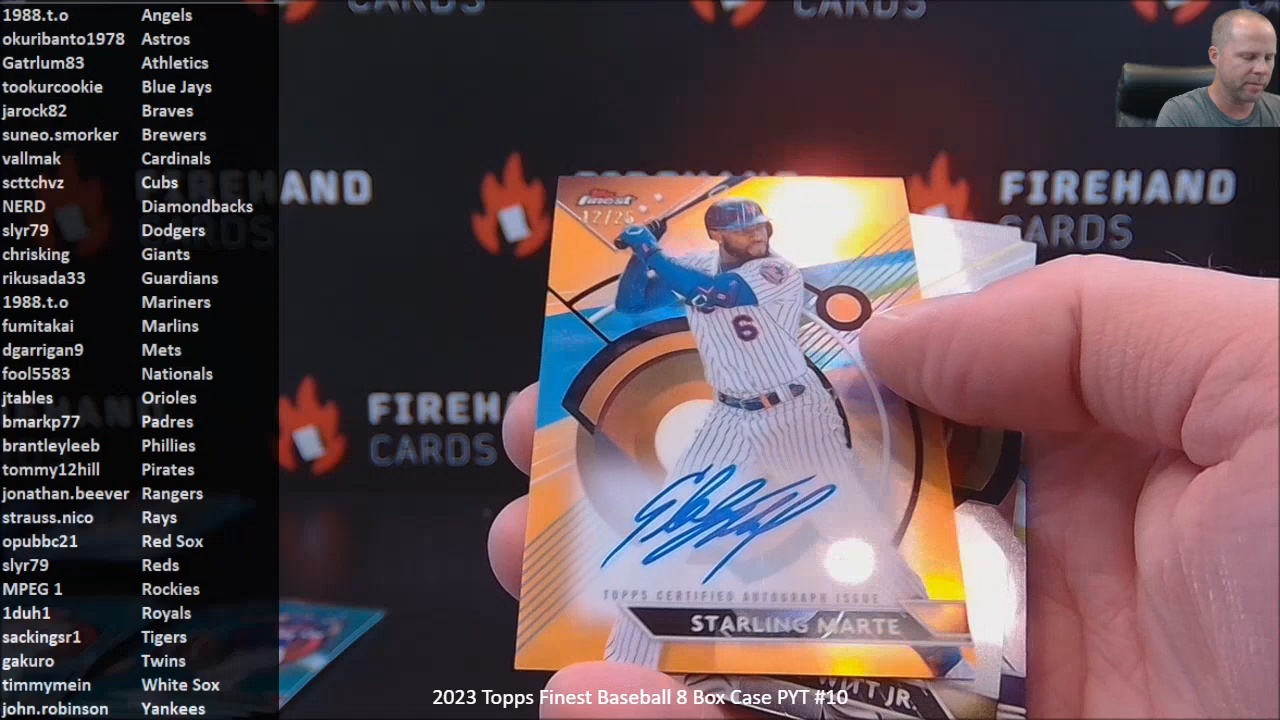 1988.t.o Angels
okuribanto1978 Astros
Gatrlum83 Athletics
tookurcookie Blue Jays
jarock82 Braves
suneo.smorker Brewers
vallmak Cardinals
scttchvz Cubs
NERD Diamondbacks
slyr79 Dodgers
chrisking Giants
rikusada33 Guardians
1988.t.o Mariners
fumitakai Marlins
dgarrigan9 Mets
fool5583 Nationals
jtables Orioles
bmarkp77 Padres
brantleyleeb Phillies
tommy12hill Pirates
jonathan.beever Rangers
strauss.nico Rays
opubbc21 Red Sox
slyr79 Reds
MPEG 1 Rockies
1duh1 Royals
sackingsr1 Tigers
gakuro Twins
timmymein White Sox
john.robinson Yankees
CARDS
CARDS
FIREHAND
CARDS
FIREH
CARDS
Topps
finest
12/25
6
TOPPS CERTIFIED AUTOGRAPH ISSUE
STARLING MARTE
WITT JR.
2023 Topps Finest Baseball 8 Box Case PYT #10